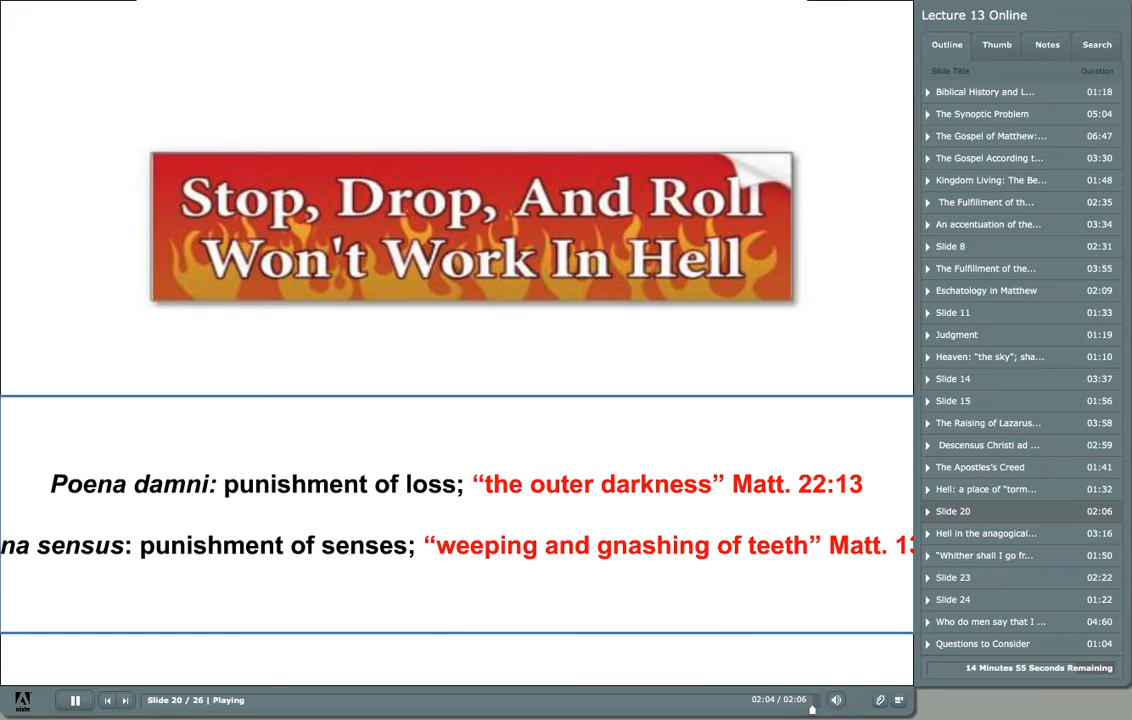 Stop, Drop, And Roll
Won't Work In Hell
Poena damni: punishment of loss; “the outer darkness” Matt. 22:13
na sensus: punishment of senses; “weeping and gnashing of teeth” Matt. 13
Lecture 13 Online
Outline Thumb Notes Search
Slide Title Duration
Biblical History and L... 01:18
The Synoptic Problem 05:04
The Gospel of Matthew:... 06:47
The Gospel According t... 03:30
Kingdom Living: The Be... 01:48
The Fulfillment of th... 02:35
An accentuation of the... 03:34
Slide 8 02:31
The Fulfillment of the... 03:55
Eschatology in Matthew 02:09
Slide 11 01:33
Judgment 01:19
Heaven: “the sky”; sha... 01:10
Slide 14 03:37
Slide 15 01:56
The Raising of Lazarus... 03:58
Descensus Christi ad ... 02:59
The Apostles’s Creed 01:41
Hell: a place of “torm... 01:32
Slide 20 02:06
Hell in the anagogical... 03:16
“Whither shall I go fr... 01:50
Slide 23 02:22
Slide 24 01:22
Who do men say that I ... 04:60
Questions to Consider 01:04
14 Minutes 55 Seconds Remaining
Adobe
Slide 20 / 26 | Playing
02:04 / 02:06